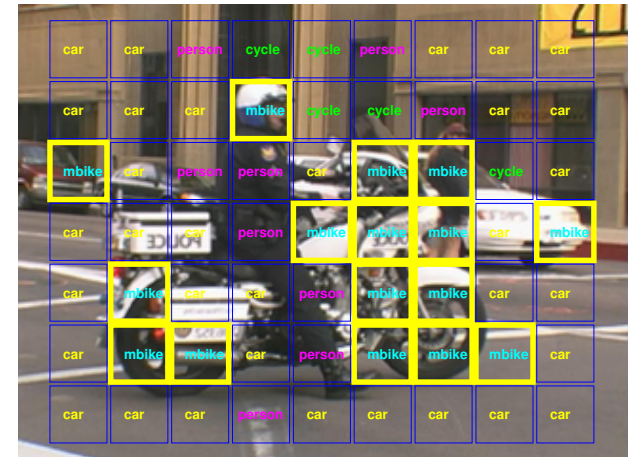 car car person cycle cycle person car car car
car car car mbike cycle cycle person car car
mbike car person person car mbike mbike cycle car
car car car person mbike mbike mbike car mbike
POLICE POLICE
car mbike car car person mbike mbike car car
car mbike mbike car person mbike mbike mbike car
car car car person car car car car car